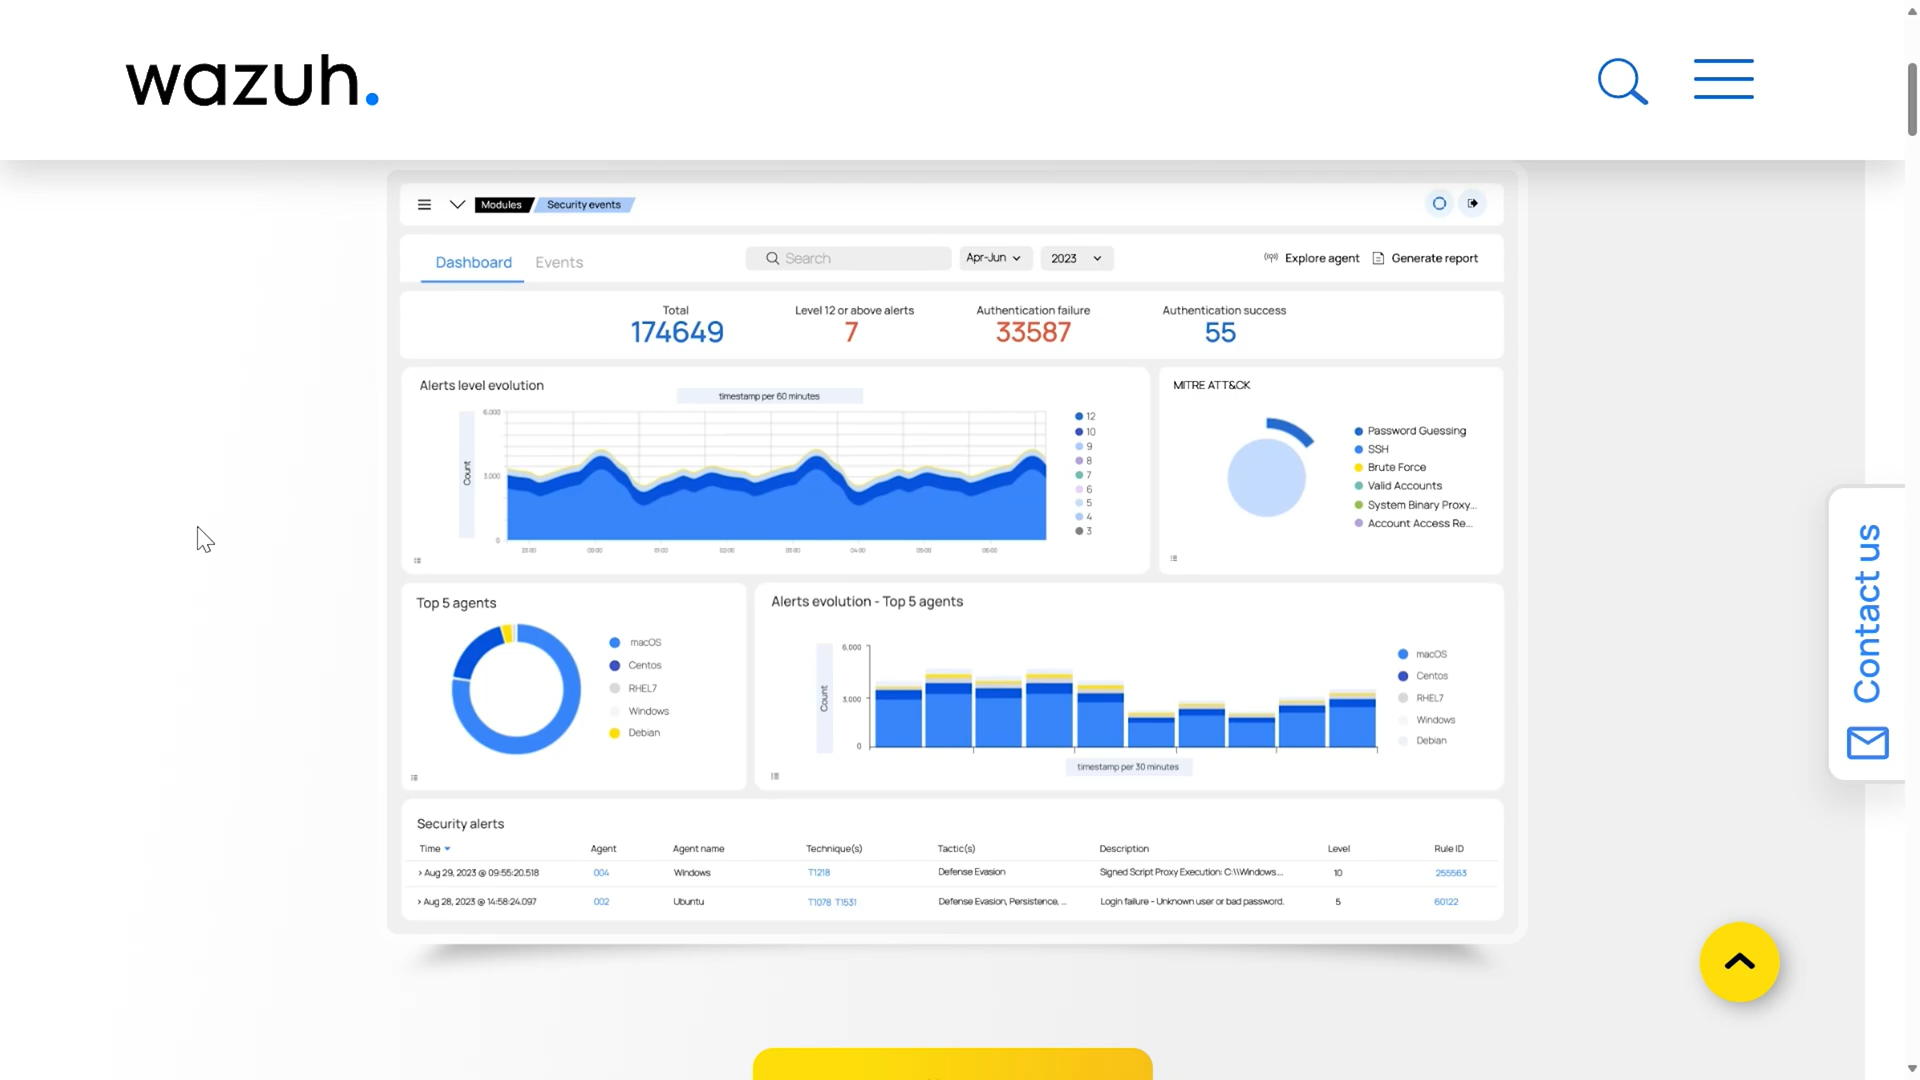 wazuh.
Modules Security events
Dashboard Events Search Apr-Jun 2023 Explore agent Generate report
Total Level 12 or above alerts Authentication failure Authentication success
174649 7 33587 55
Alerts level evolution
timestamp per 60 minutes
Count
6,000
3,000
0
12
10
9
8
7
6
5
4
3
MITRE ATT&CK
Password Guessing
SSH
Brute Force
Valid Accounts
System Binary Proxy...
Account Access Re...
Top 5 agents
macOS
Centos
RHEL7
Windows
Debian
Alerts evolution - Top 5 agents
Count
6,000
3,000
0
timestamp per 30 minutes
macOS
Centos
RHEL7
Windows
Debian
Security alerts
Time Agent Agent name Technique(s) Tactic(s) Description Level Rule ID
> Aug 29, 2023 @ 09:55:20.518 004 Windows T1218 Defense Evasion Signed Script Proxy Execution: C:\\Windows... 10 255563
> Aug 28, 2023 @ 14:58:24.097 002 Ubuntu T1078 T1531 Defense Evasion, Persistence, ... Login failure - Unknown user or bad password. 5 60122
Contact us